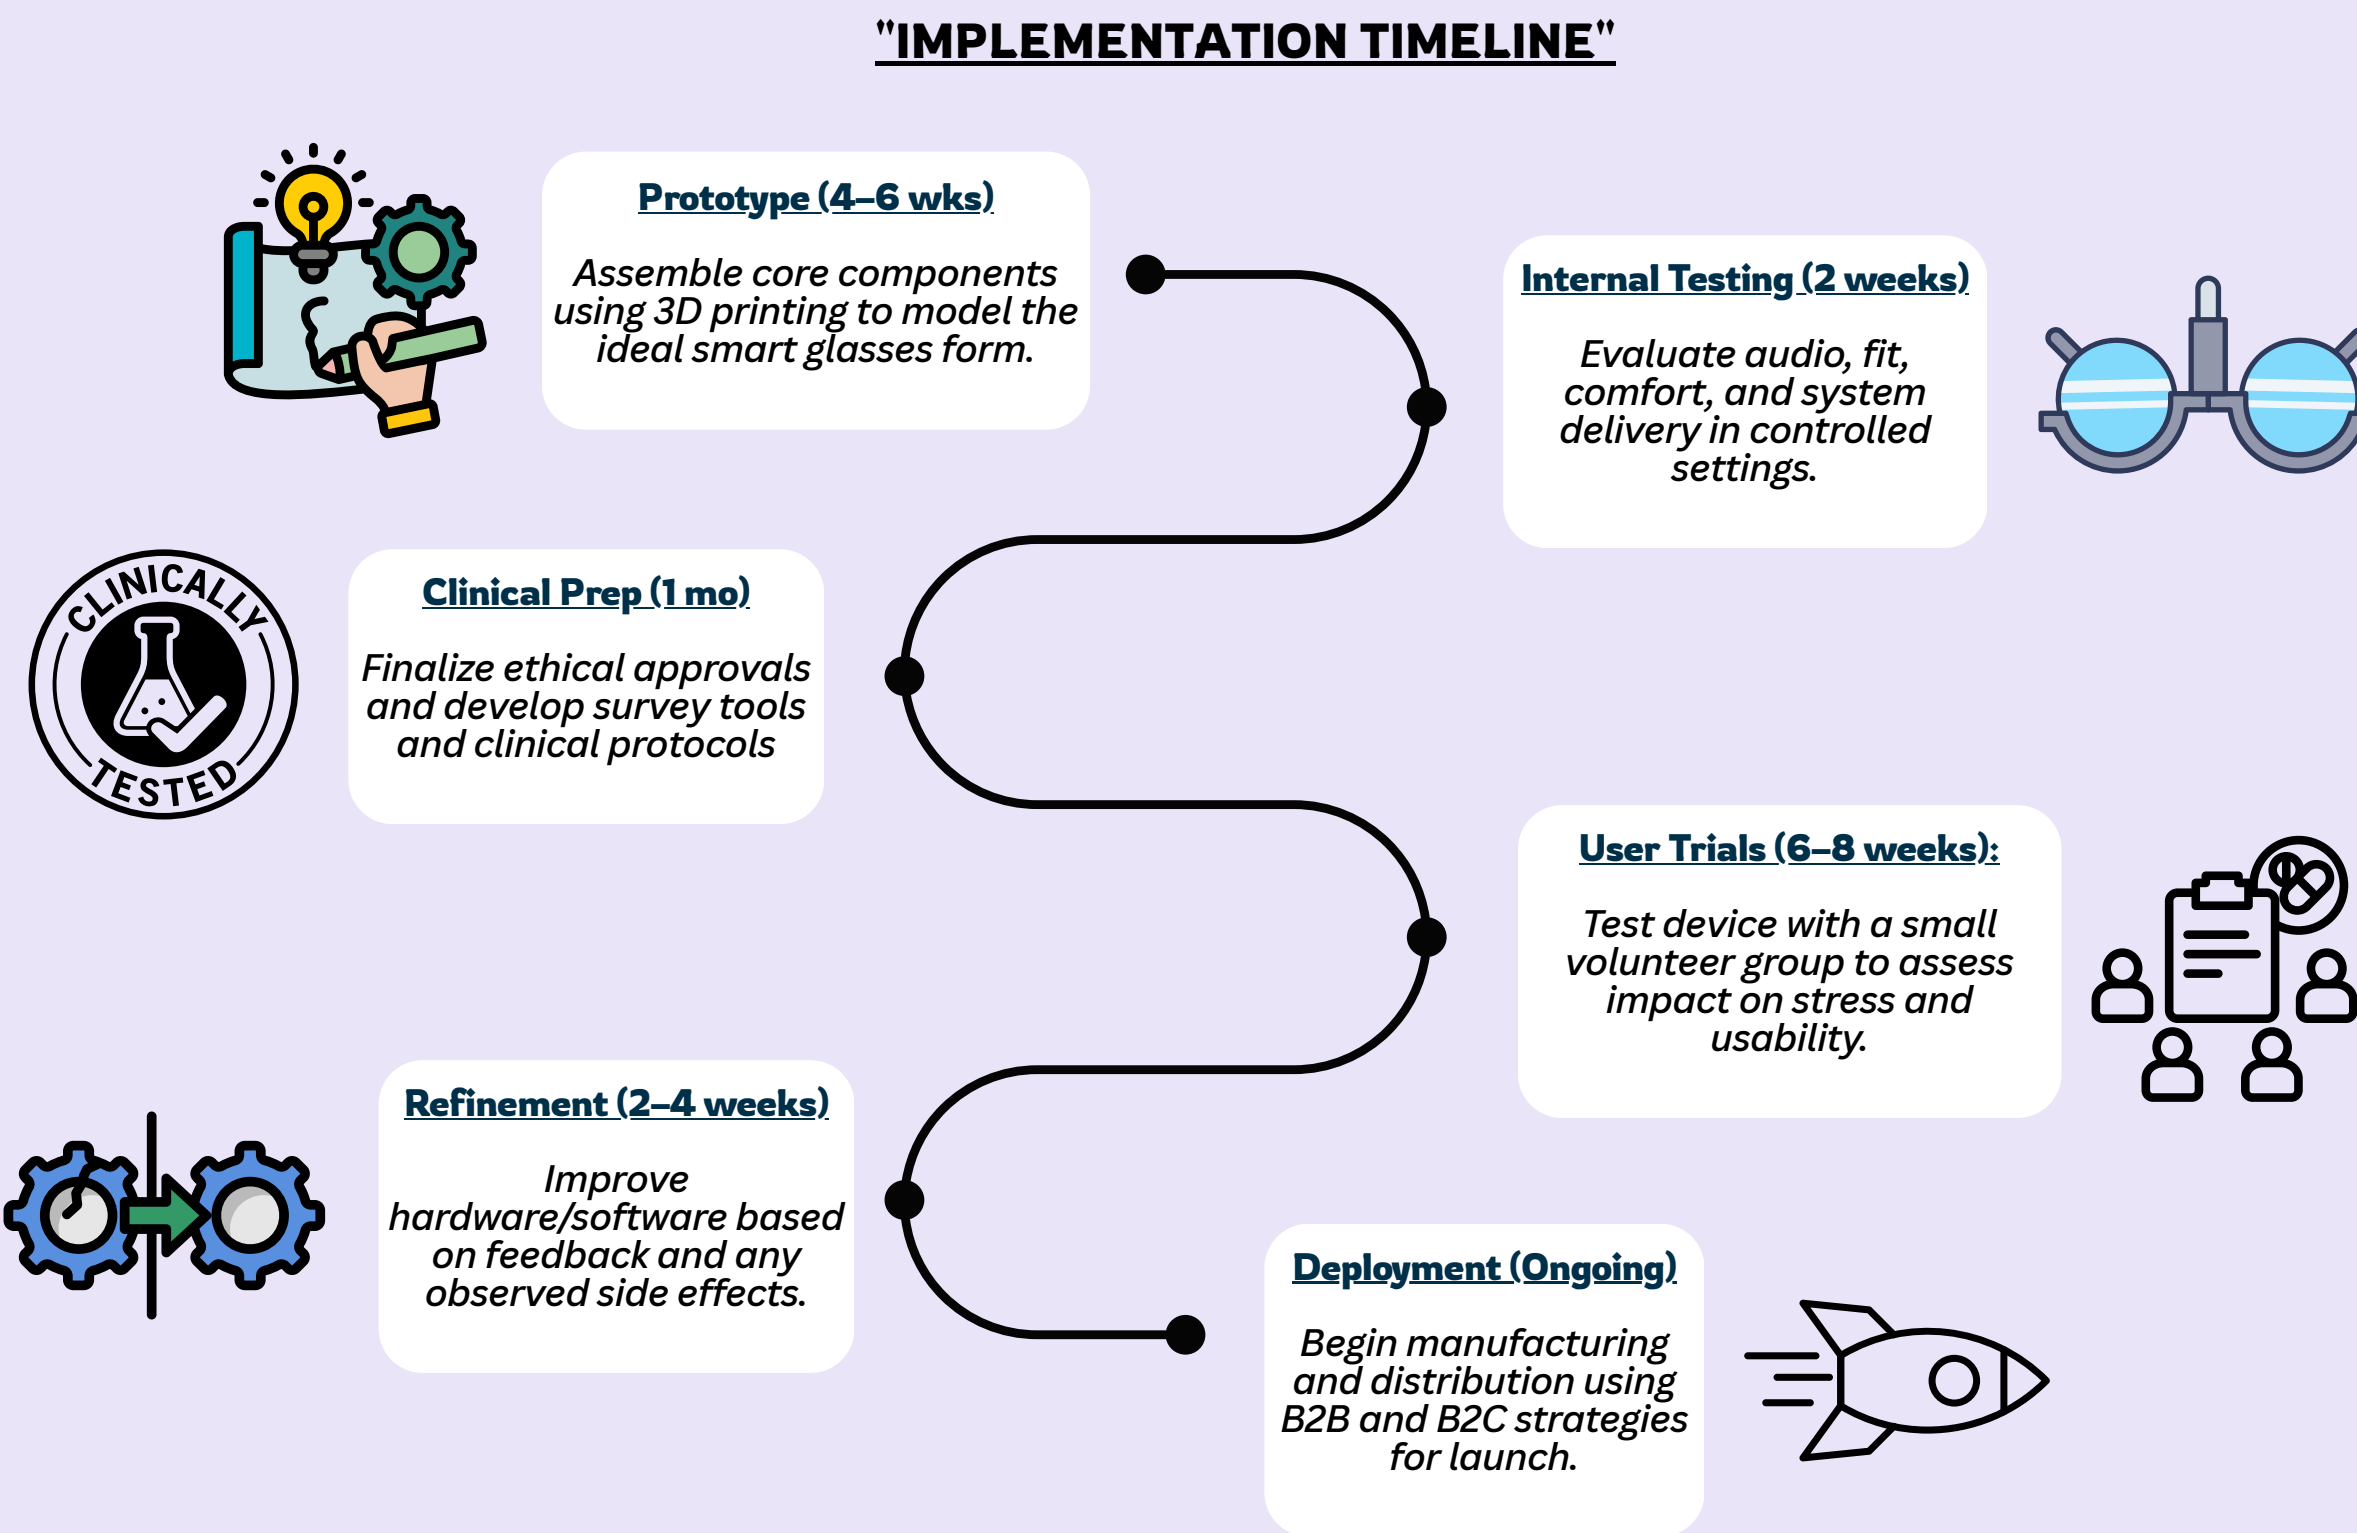 "IMPLEMENTATION TIMELINE"
Prototype (4–6 wks)
Assemble core components
using 3D printing to model the
ideal smart glasses form.
Internal Testing (2 weeks)
Evaluate audio, fit,
comfort, and system
delivery in controlled
settings.
CLINICALLY
TESTED
Clinical Prep (1 mo)
Finalize ethical approvals
and develop survey tools
and clinical protocols
User Trials (6–8 weeks):
Test device with a small
volunteer group to assess
impact on stress and
usability.
Refinement (2–4 weeks)
Improve
hardware/software based
on feedback and any
observed side effects.
Deployment (Ongoing)
Begin manufacturing
and distribution using
B2B and B2C strategies
for launch.